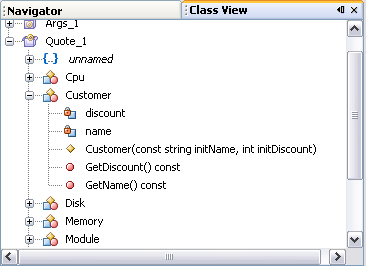 Navigator
Class View
Args_1
Quote_1
{..} unnamed
Cpu
Customer
discount
name
Customer(const string initName, int initDiscount)
GetDiscount() const
GetName() const
Disk
Memory
Module